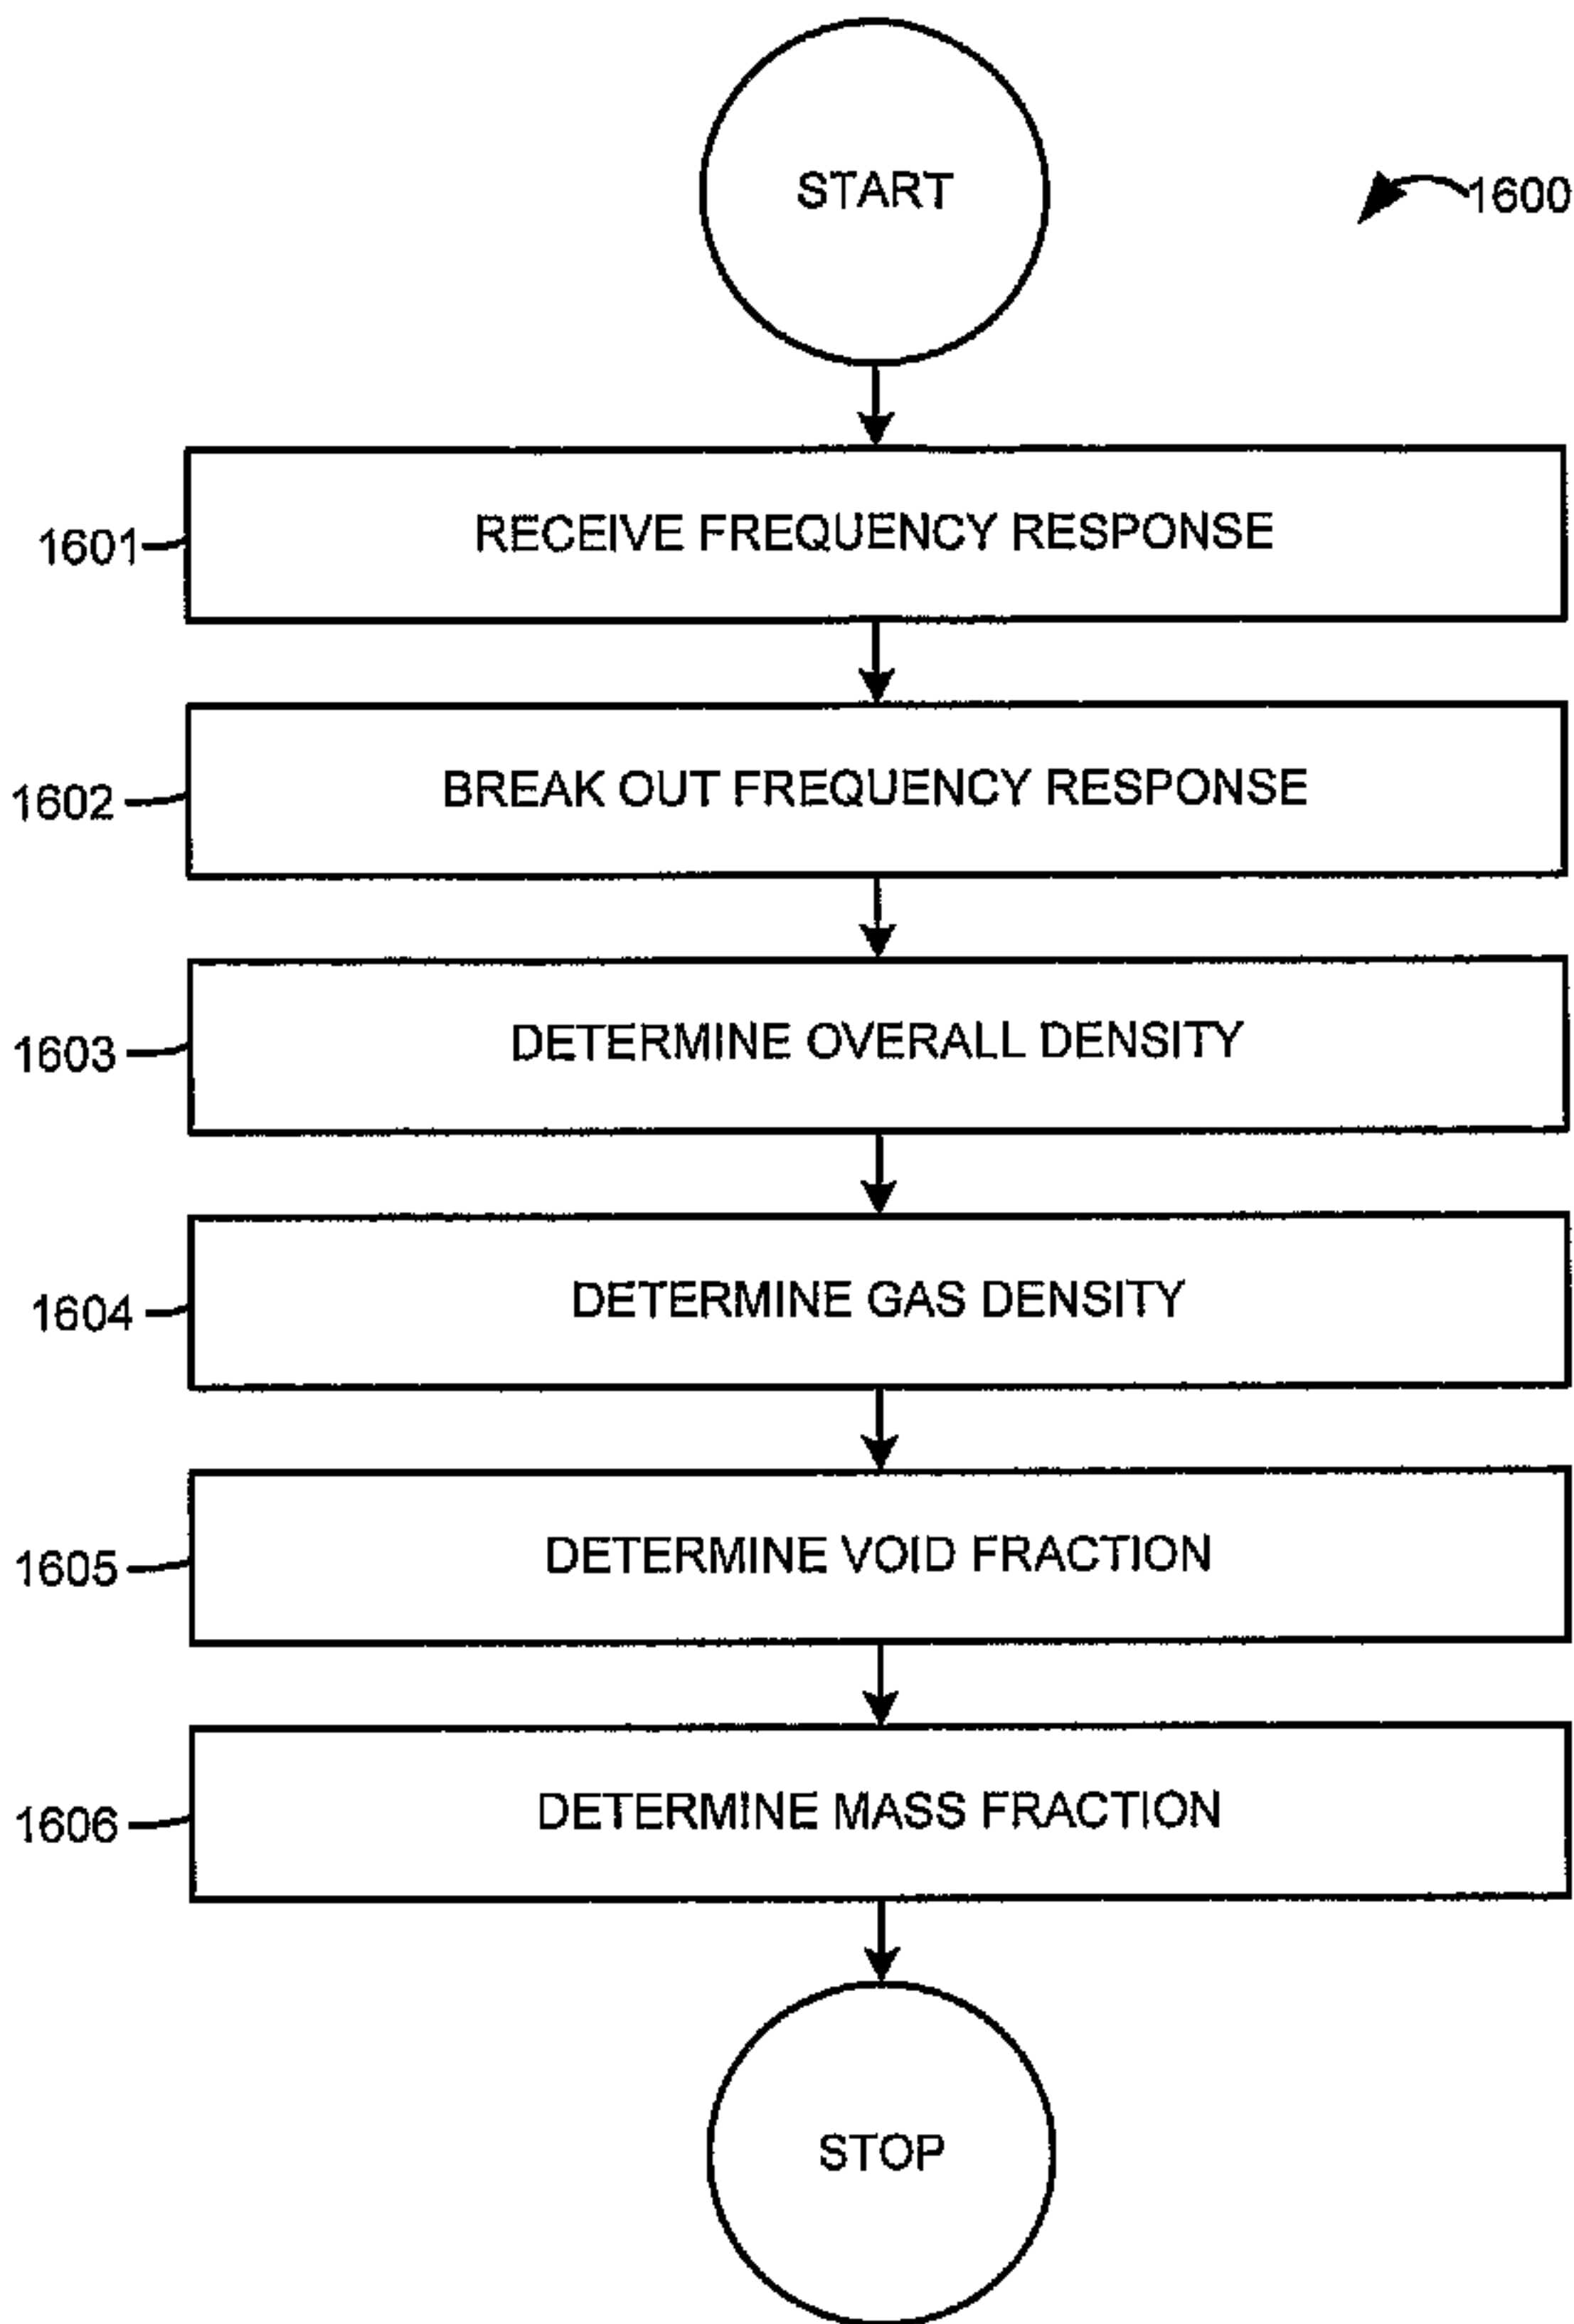 START
1600
1601
RECEIVE FREQUENCY RESPONSE
1602
BREAK OUT FREQUENCY RESPONSE
1603
DETERMINE OVERALL DENSITY
1604
DETERMINE GAS DENSITY
1605
DETERMINE VOID FRACTION
1606
DETERMINE MASS FRACTION
STOP